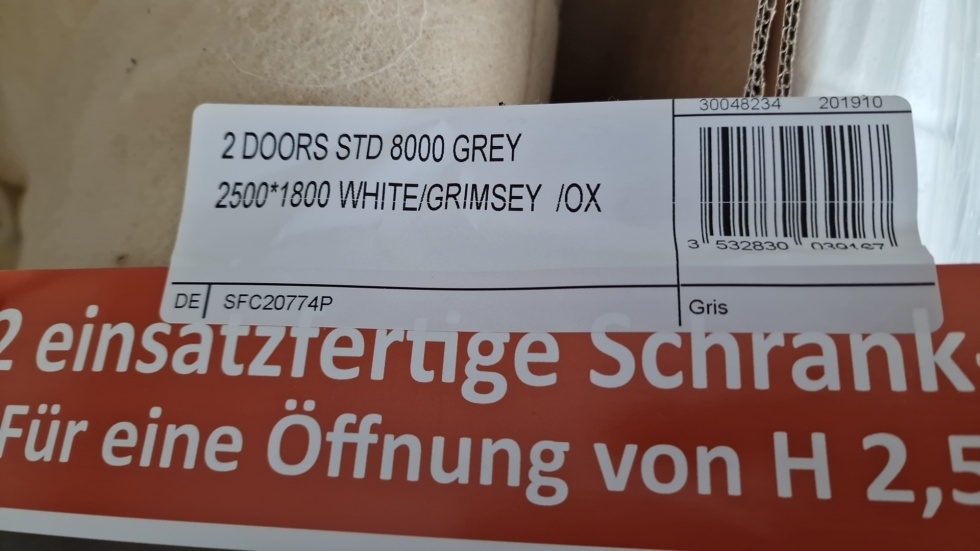 30048234 201910
2 DOORS STD 8000 GREY
2500*1800 WHITE/GRIMSEY /OX
3 532830 039167
DE SFC20774P
Gris
2 einsatzfertige Schrank
Für eine Öffnung von H 2,5